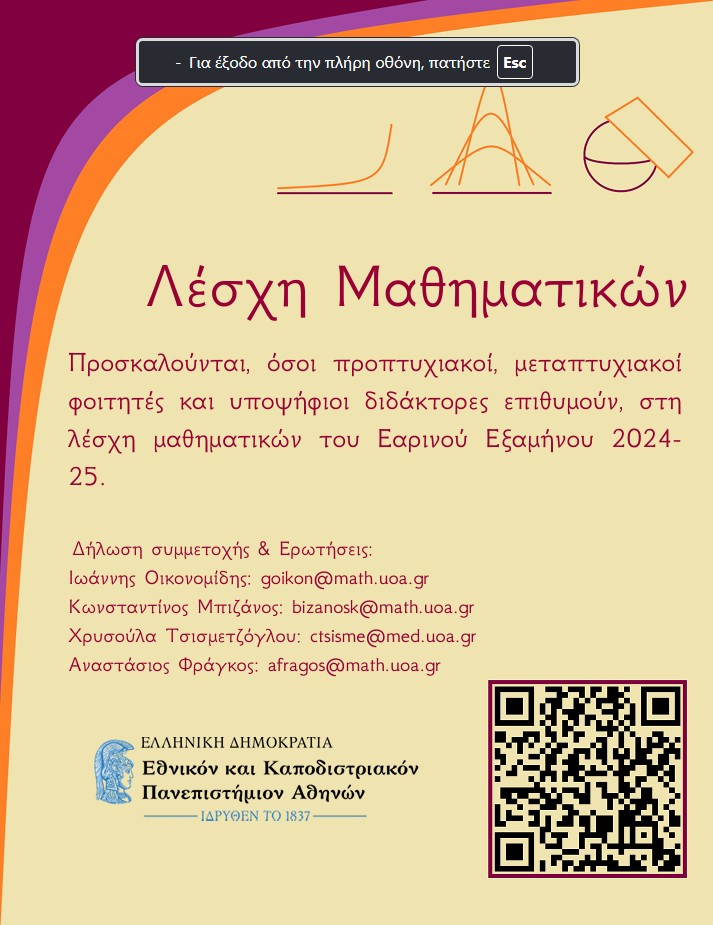 - Για έξοδο από την πλήρη οθόνη, πατήστε Esc
Λέσχη Μαθηματικών
Προσκαλούνται, όσοι προπτυχιακοί, μεταπτυχιακοί
φοιτητές και υποψήφιοι διδάκτορες επιθυμούν, στη
λέσχη μαθηματικών του Εαρινού Εξαμήνου 2024-
25.
Δήλωση συμμετοχής & Ερωτήσεις:
Ιωάννης Οικονομίδης: goikon@math.uoa.gr
Κωνσταντίνος Μπιζάνος: bizanosk@math.uoa.gr
Χρυσούλα Τσισμετζόγλου: ctsisme@med.uoa.gr
Αναστάσιος Φράγκος: afragos@math.uoa.gr
ΕΛΛΗΝΙΚΗ ΔΗΜΟΚΡΑΤΙΑ
Εθνικόν και Καποδιστριακόν
Πανεπιστήμιον Αθηνών
ΙΔΡΥΘΕΝ ΤΟ 1837